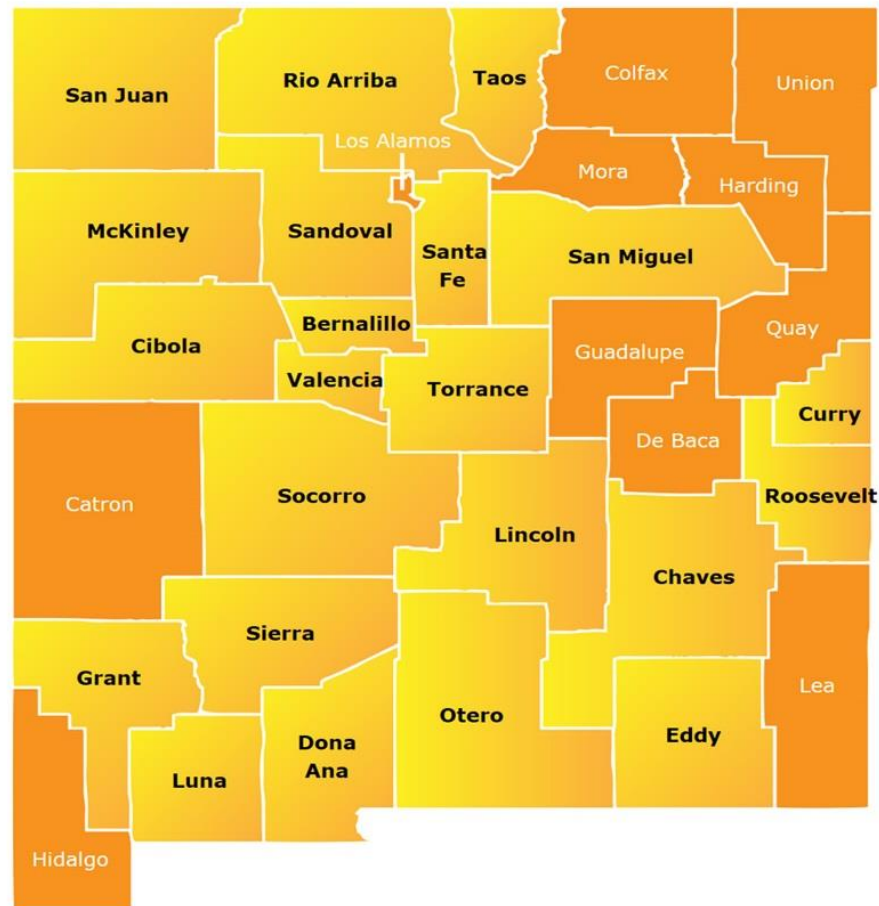 San Juan
Rio Arriba
Taos
Colfax
Union
Los Alamos
Mora
Harding
McKinley
Sandoval
Santa
Fe
San Miguel
Bernalillo
Quay
Cibola
Guadalupe
Valencia
Torrance
Curry
De Baca
Catron
Socorro
Roosevelt
Lincoln
Chaves
Sierra
Grant
Lea
Otero
Eddy
Dona
Ana
Luna
Hidalgo